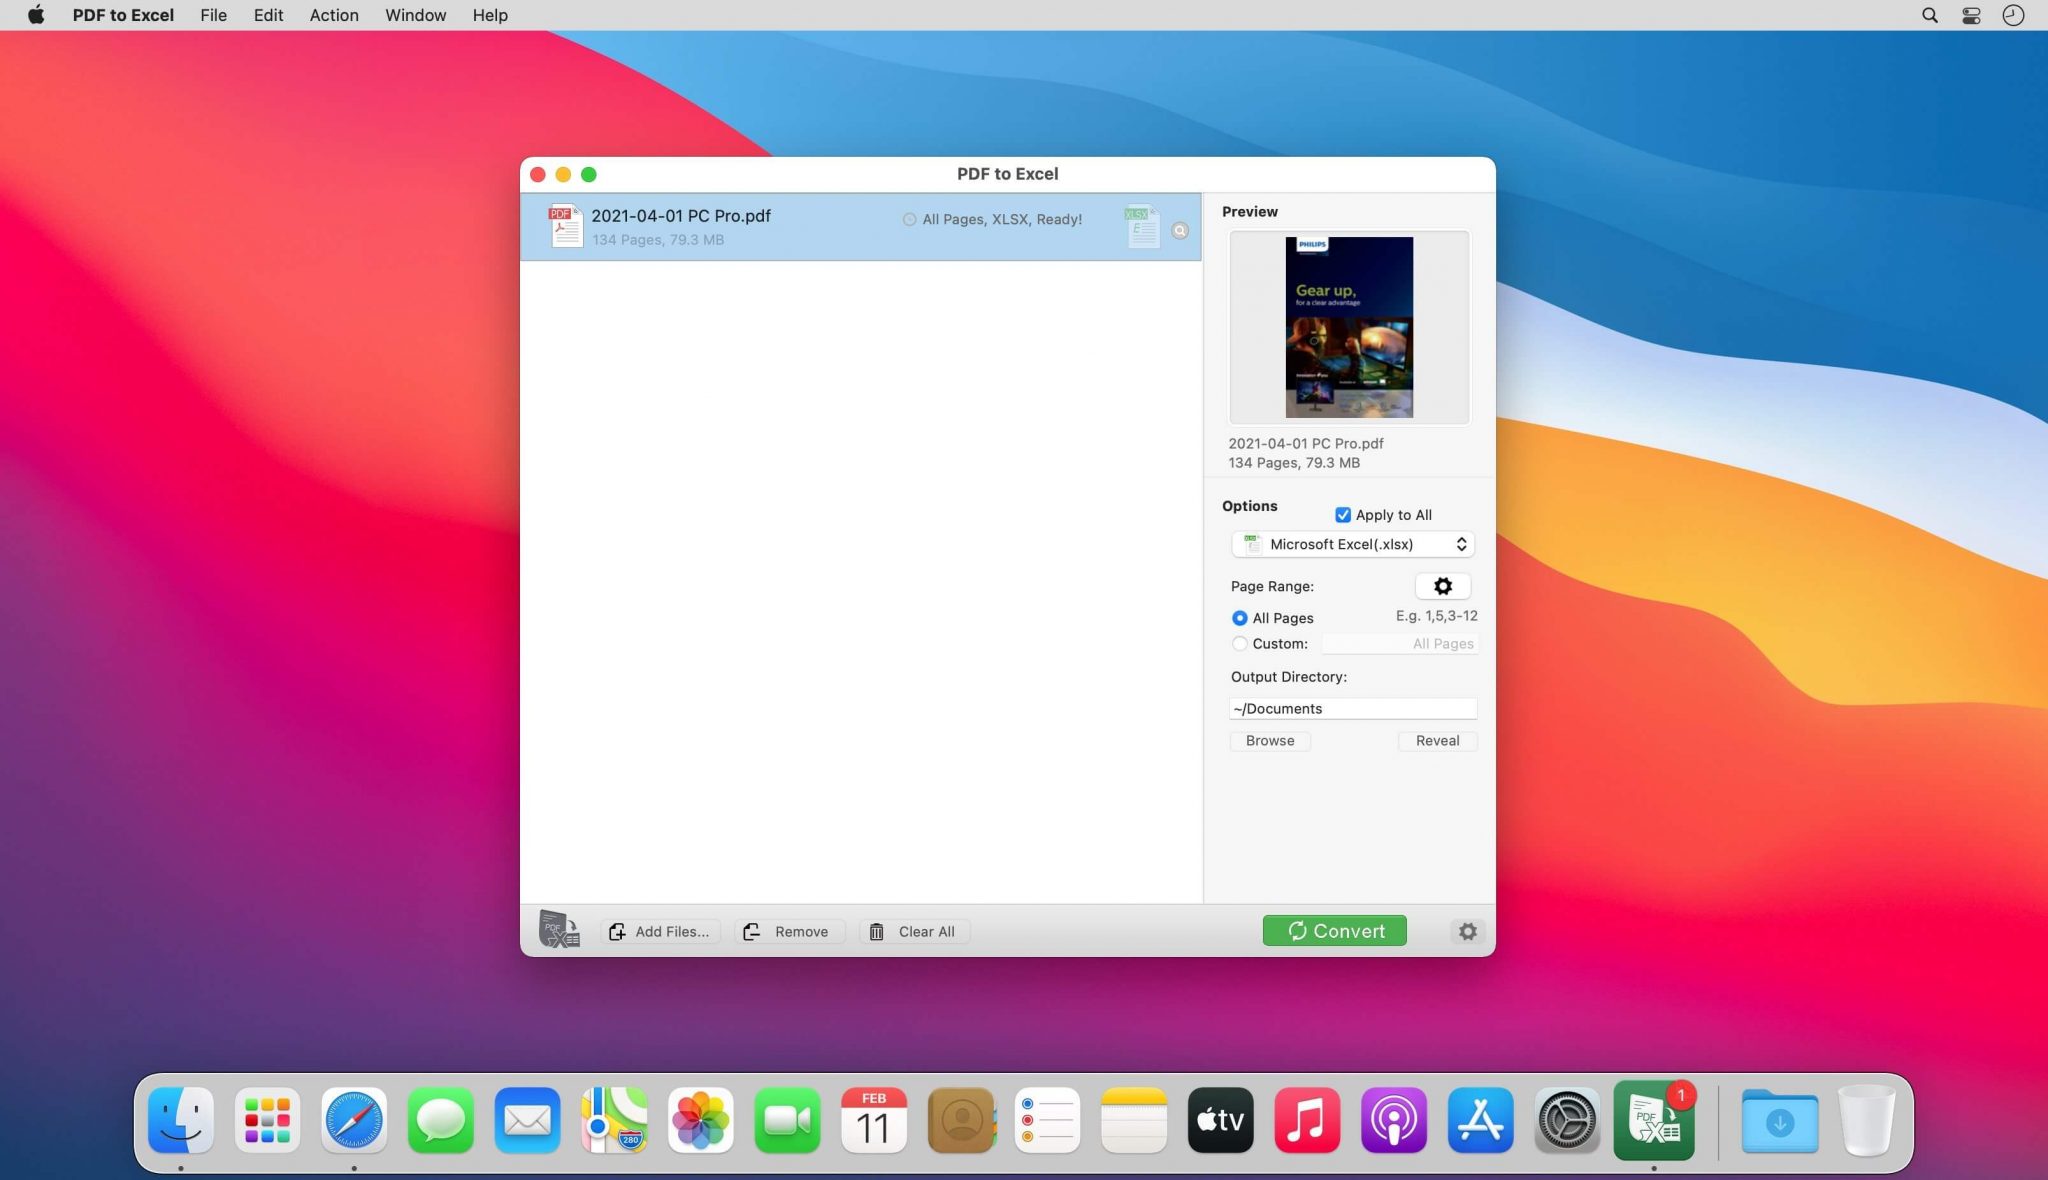 PDF to Excel File Edit Action Window Help
PDF to Excel
PDF
2021-04-01 PC Pro.pdf
134 Pages, 79.3 MB
All Pages, XLSX, Ready!
XLSX
E
Preview
PHILIPS
Gear up,
for a clear advantage
2021-04-01 PC Pro.pdf
134 Pages, 79.3 MB
Options
Apply to All
Microsoft Excel(.xlsx)
Page Range:
All Pages
E.g. 1,5,3-12
Custom:
All Pages
Output Directory:
~/Documents
Browse
Reveal
PDF
Add Files...
Remove
Clear All
Convert
280
FEB
11
tv
PDF
1